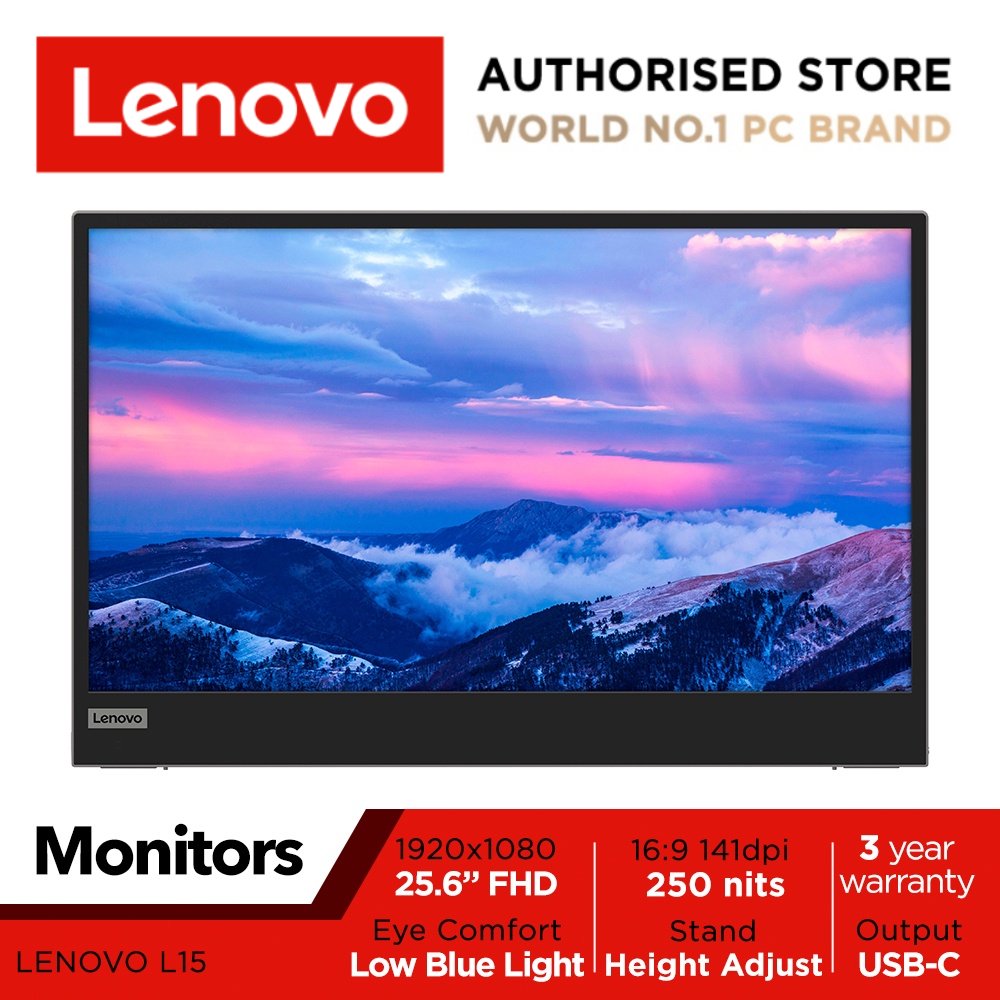 Lenovo
AUTHORISED STORE
WORLD NO.1 PC BRAND
Lenovo
Monitors
LENOVO L15
1920x1080
25.6” FHD
Eye Comfort
Low Blue Light
16:9 141dpi
250 nits
Stand
Height Adjust
3 year
warranty
Output
USB-C